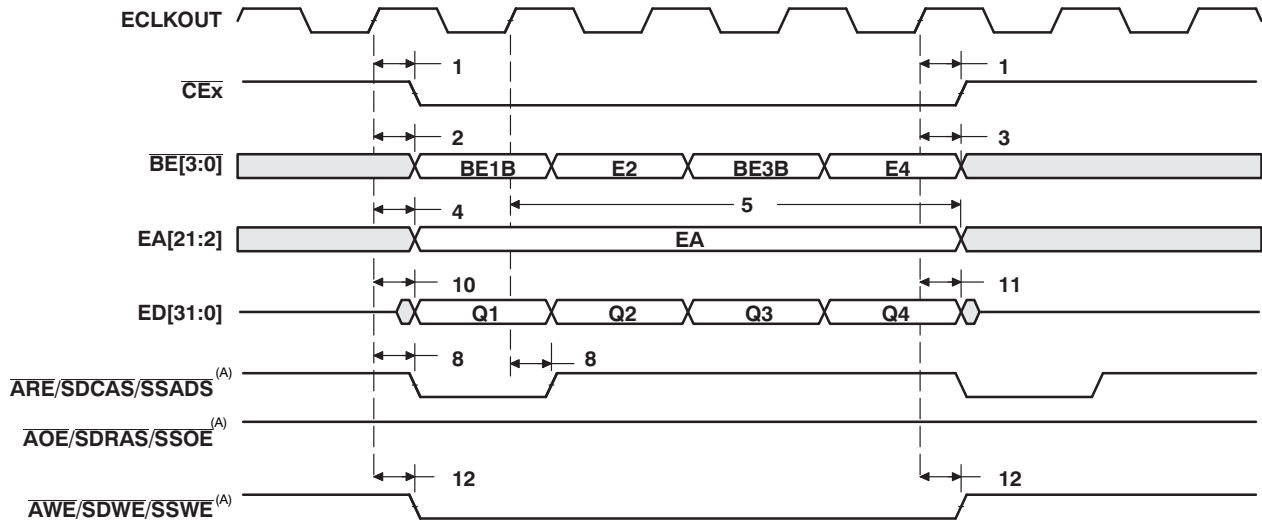 ECLKOUT
1 1
CEx
2 3
BE[3:0] BE1B E2 BE3B E4
4 5
EA[21:2] EA
10 11
ED[31:0] Q1 Q2 Q3 Q4
8 8
ARE/SDCAS/SSADS(A)
AOE/SDRAS/SSOE(A)
12 12
AWE/SDWE/SSWE(A)